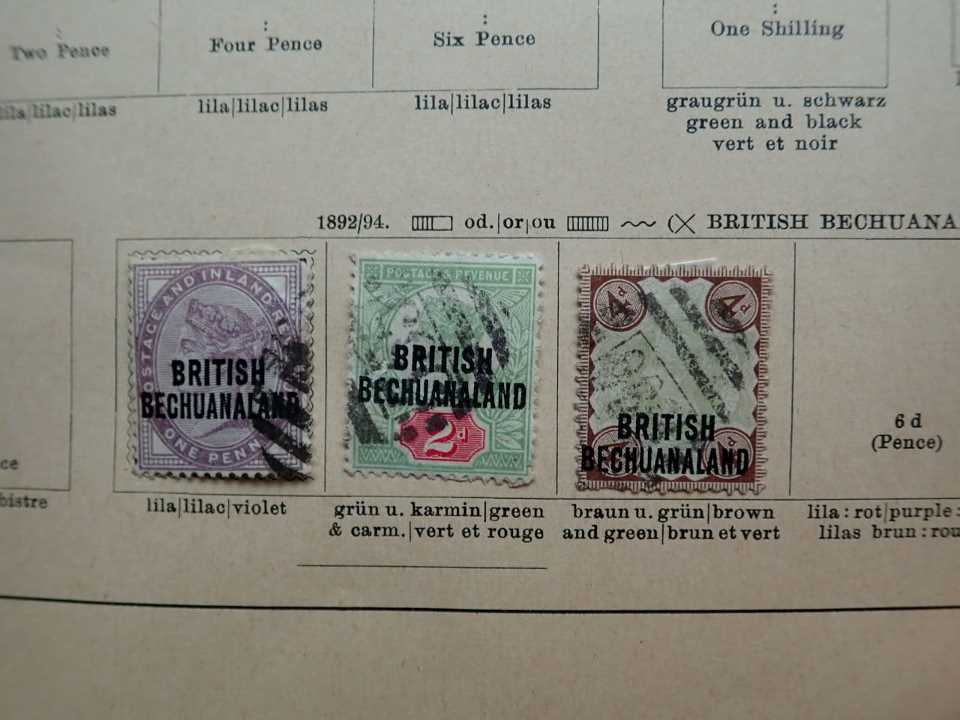 Two Pence
Four Pence
Six Pence
One Shilling
lila|lilac|lilas
lila|lilac|lilas
lila|lilac|lilas
graugrün u. schwarz
green and black
vert et noir
1892/94. od.|or|ou BRITISH BECHUANA
POSTAGE AND INLAND RE
BRITISH
BECHUANALAND
ONE PENN
POSTAGE & REVENUE
BRITISH
BECHUANALAND
2d
4d 4d
BRITISH
BECHUANALAND
6 d
(Pence)
bistre
lila|lilac|violet
grün u. karmin|green
& carm.|vert et rouge
braun u. grün|brown
and green|brun et vert
lila : rot|purple :
lilas brun : rou